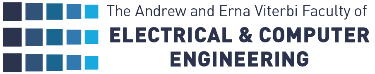 The Andrew and Erna Viterbi Faculty of
ELECTRICAL & COMPUTER
ENGINEERING